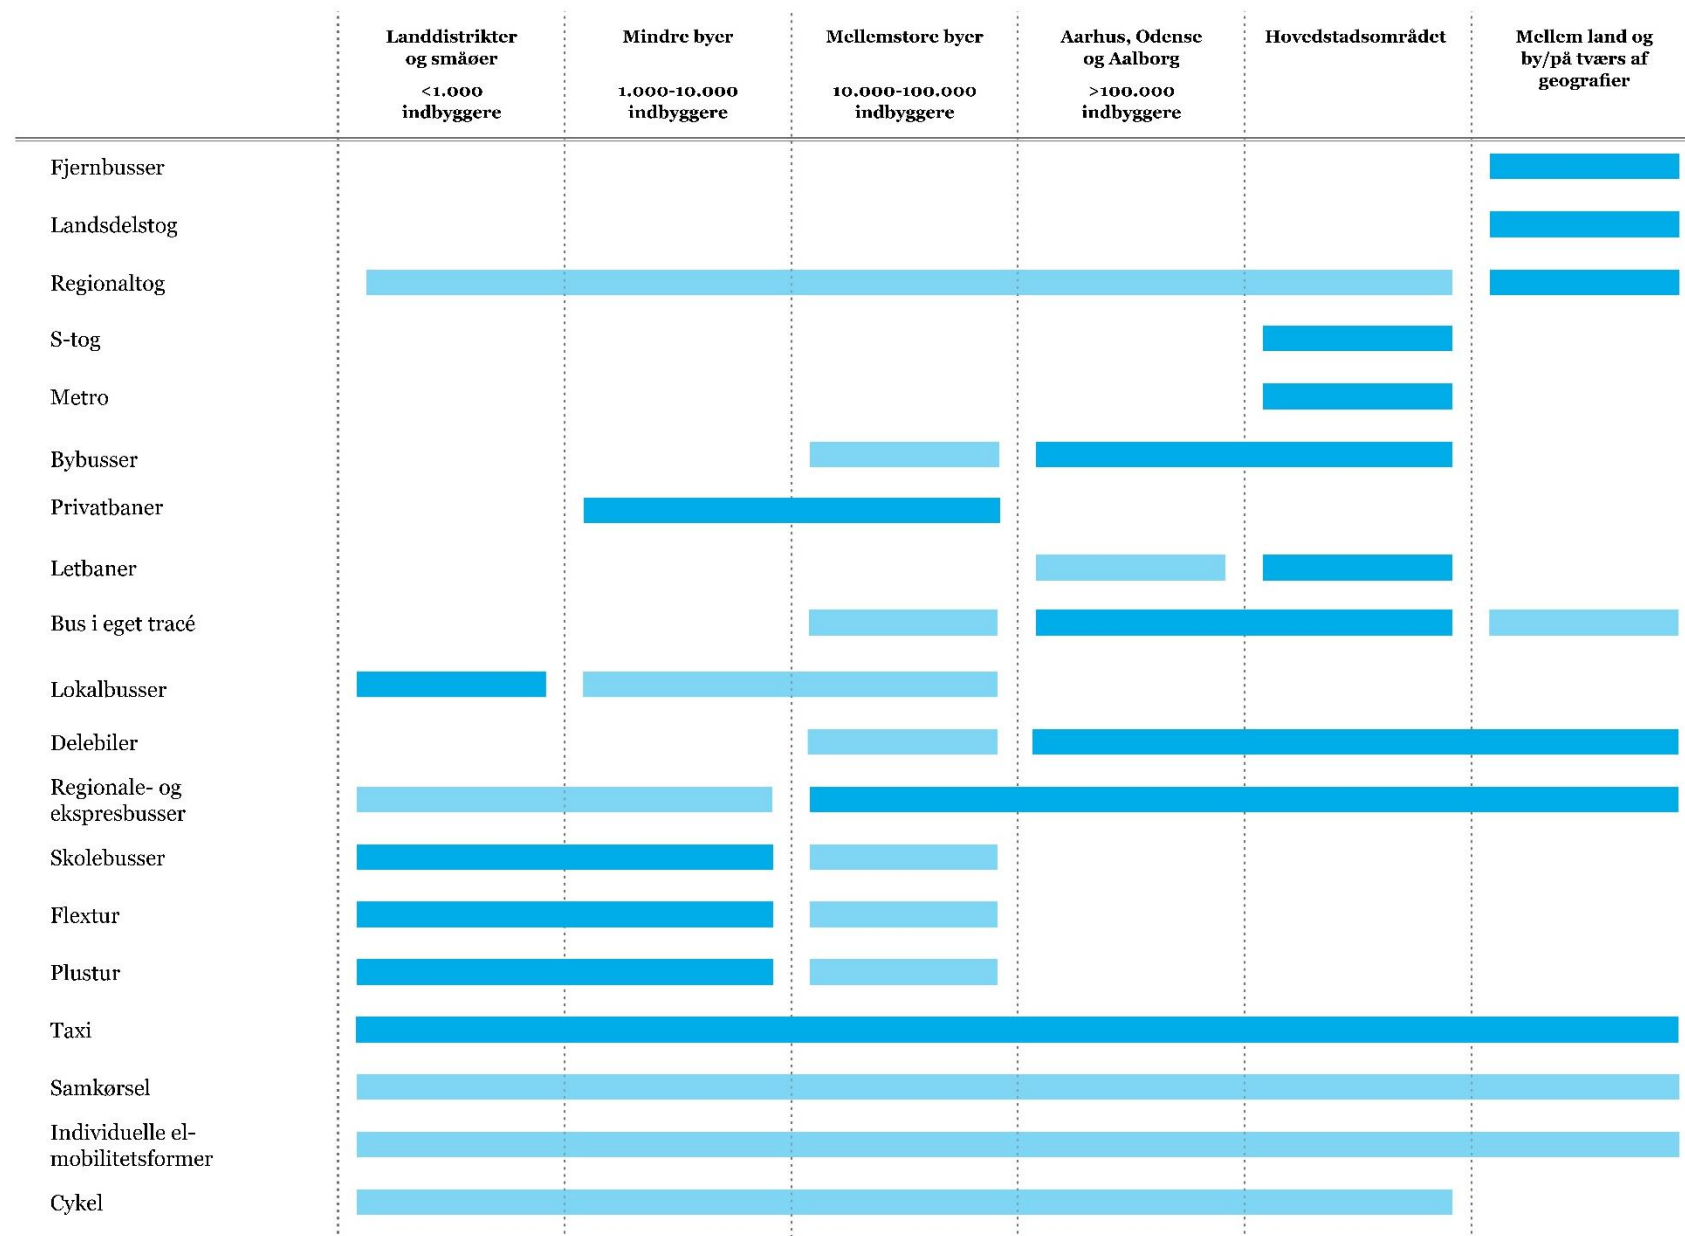 Landdistrikter
og småøer
<1.000
indbyggere
Mindre byer
1.000-10.000
indbyggere
Mellemstore byer
10.000-100.000
indbyggere
Aarhus, Odense
og Aalborg
>100.000
indbyggere
Hovedstadsområdet
Mellem land og
by/på tværs af
geografier
Fjernbusser
Landsdelstog
Regionaltog
S-tog
Metro
Bybusser
Privatbaner
Letbaner
Bus i eget tracé
Lokalbusser
Delebiler
Regionale- og
ekspresbusser
Skolebusser
Flextur
Plustur
Taxi
Samkørsel
Individuelle el-
mobilitetsformer
Cykel